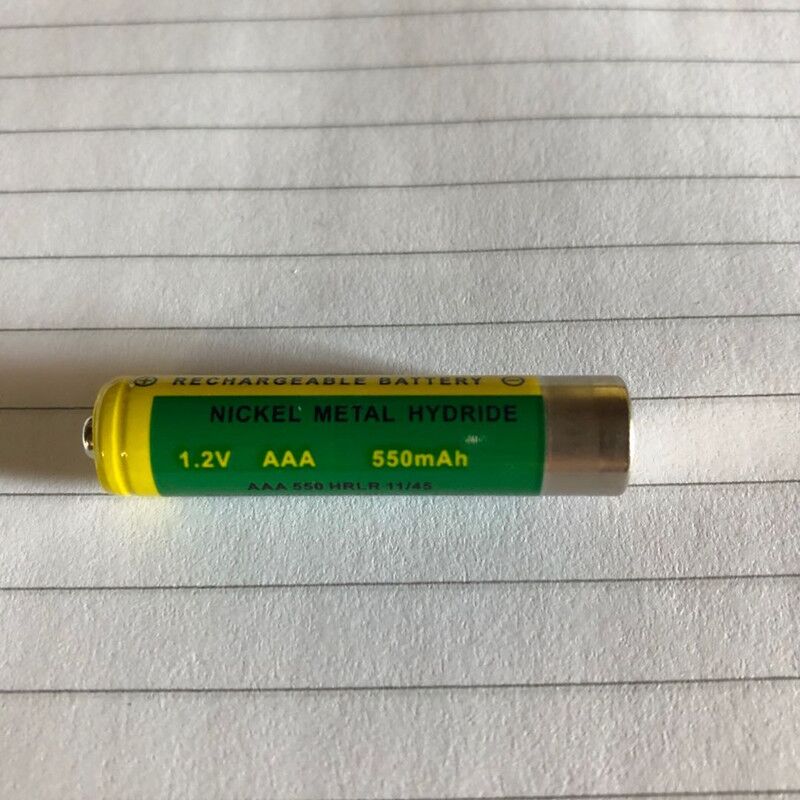 ⊕ RECHARGEABLE BATTERY ⊖
NICKEL METAL HYDRIDE
1.2V AAA 550mAh
AAA 550 HRLR 11/45